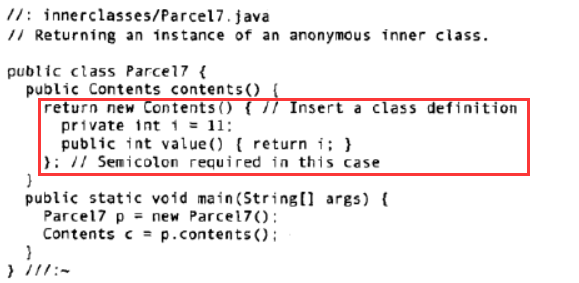 //: innerclasses/Parcel7.java
// Returning an instance of an anonymous inner class.
public class Parcel7 {
public Contents contents() {
return new Contents() { // Insert a class definition
private int i = 11;
public int value() { return i; }
}; // Semicolon required in this case
}
public static void main(String[] args) {
Parcel7 p = new Parcel7();
Contents c = p.contents();
}
} ///:~